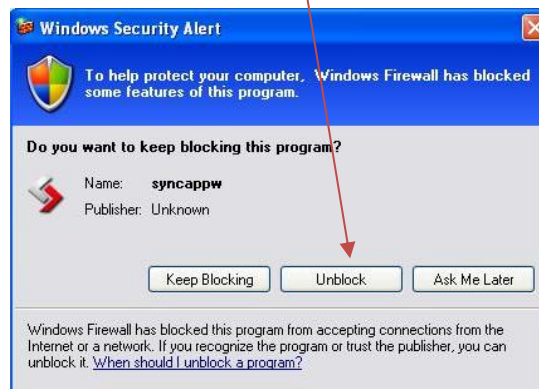 Windows Security Alert
To help protect your computer, Windows Firewall has blocked
some features of this program.
Do you want to keep blocking this program?
Name: syncappw
Publisher: Unknown
Keep Blocking Unblock Ask Me Later
Windows Firewall has blocked this program from accepting connections from the
Internet or a network. If you recognize the program or trust the publisher, you can
unblock it. When should I unblock a program?